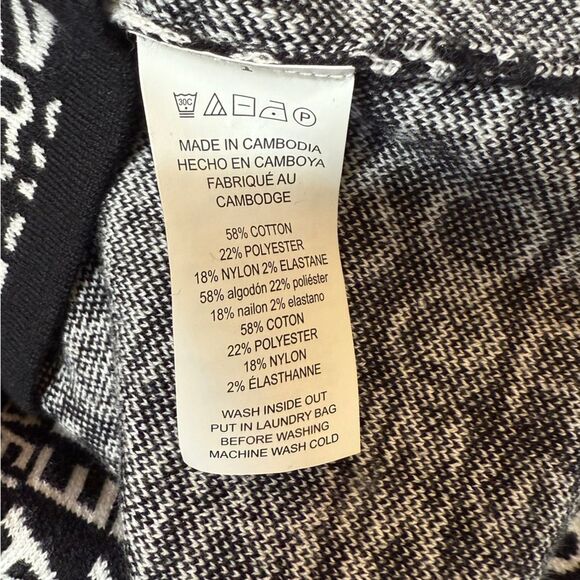 30C P
MADE IN CAMBODIA
HECHO EN CAMBOYA
FABRIQUÉ AU
CAMBODGE
58% COTTON
22% POLYESTER
18% NYLON 2% ELASTANE
58% algodón 22% poliéster
18% nailon 2% elastano
58% COTON
22% POLYESTER
18% NYLON
2% ÉLASTHANNE
WASH INSIDE OUT
PUT IN LAUNDRY BAG
BEFORE WASHING
MACHINE WASH COLD